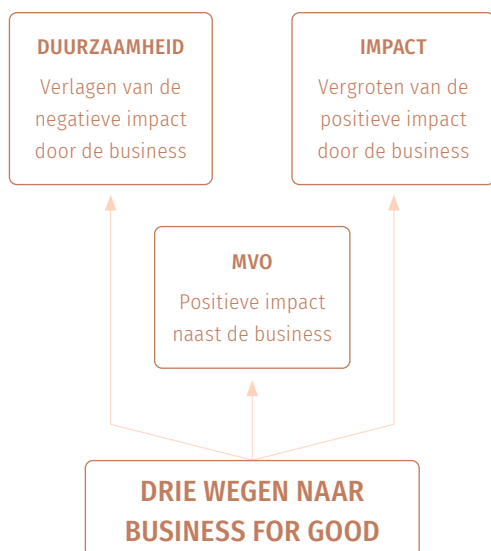 DUURZAAMHEID
Verlagen van de
negatieve impact
door de business
IMPACT
Vergroten van de
positieve impact
door de business
MVO
Positieve impact
naast de business
DRIE WEGEN NAAR
BUSINESS FOR GOOD